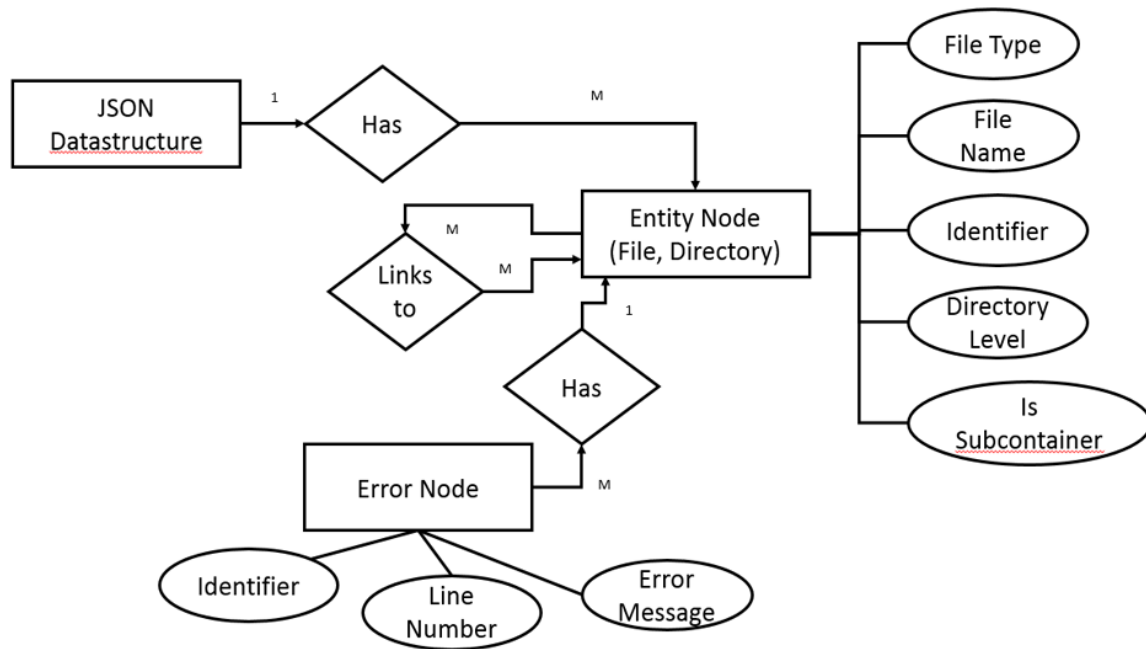 File Type
JSON
Datastructure
1
Has
M
File
Name
Entity Node
(File, Directory)
Identifier
M
Links
to
M
1
Directory
Level
Has
Is
Subcontainer
Error Node
M
Identifier
Line
Number
Error
Message